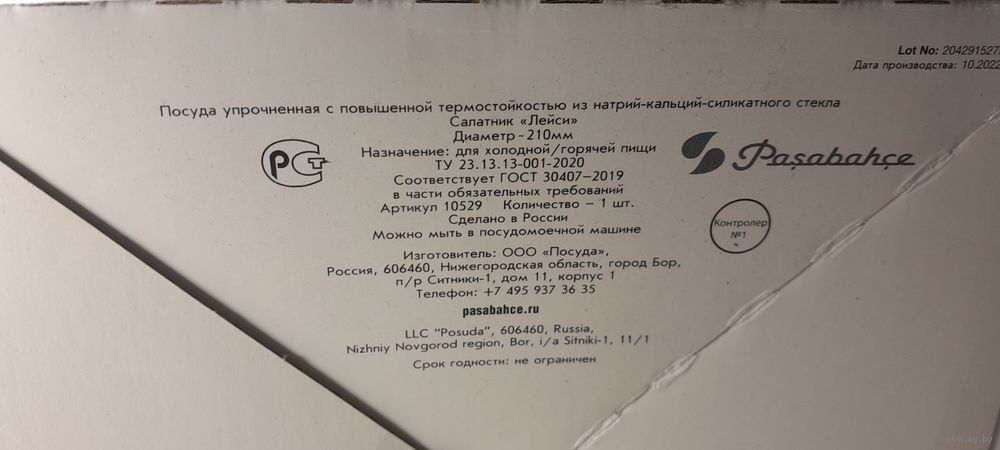 Lot No: 204291527
Дата производства: 10.2022
Посуда упрочненная с повышенной термостойкостью из натрий-кальций-силикатного стекла
Салатник «Лейси»
Диаметр-210мм
Назначение: для холодной/горячей пищи
ТУ 23.13.13-001-2020
Соответствует ГОСТ 30407-2019
в части обязательных требований
Артикул 10529 Количество – 1 шт.
Сделано в России
Можно мыть в посудомоечной машине
РСТ
Paşabahçe
Контролер
№1
Изготовитель: ООО «Посуда»,
Россия, 606460, Нижегородская область, город Бор,
п/р Ситники-1, дом 11, корпус 1
Телефон: +7 495 937 36 35
pasabahce.ru
LLC "Posuda", 606460, Russia,
Nizhniy Novgorod region, Bor, i/a Sitniki-1, 11/1
Срок годности: не ограничен
www.ay.by